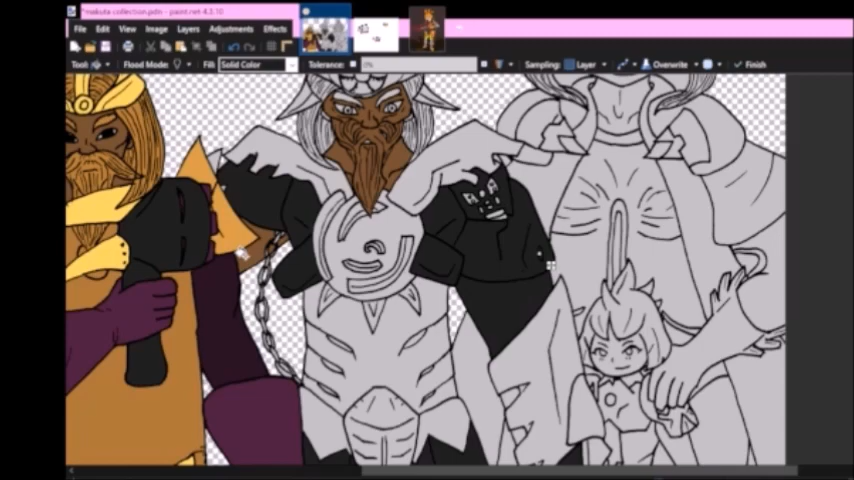 *makuta collection.pdn - paint.net 4.3.10
File Edit View Image Layers Adjustments Effects
Tool: Flood Mode: Fill: Solid Color Tolerance: 0% Sampling: Layer Overwrite Finish